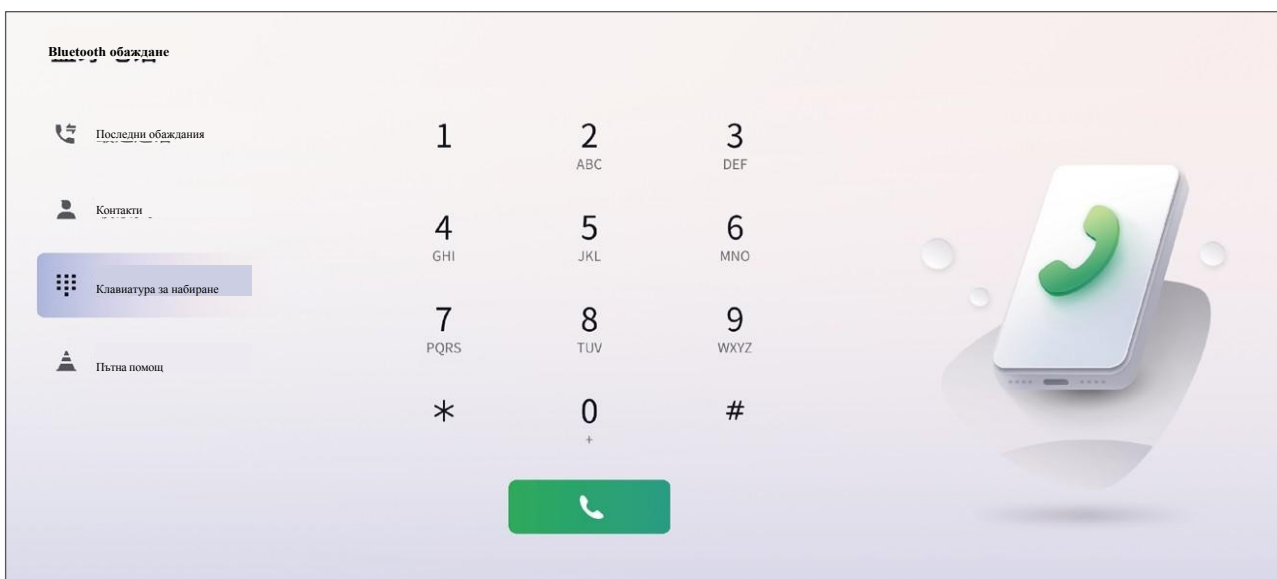 Bluetooth обаждане
Последни обаждания
Контакти
Клавиатура за набиране
Пътна помощ
1 2 3
ABC DEF
4 5 6
GHI JKL MNO
7 8 9
PQRS TUV WXYZ
* 0 #
+